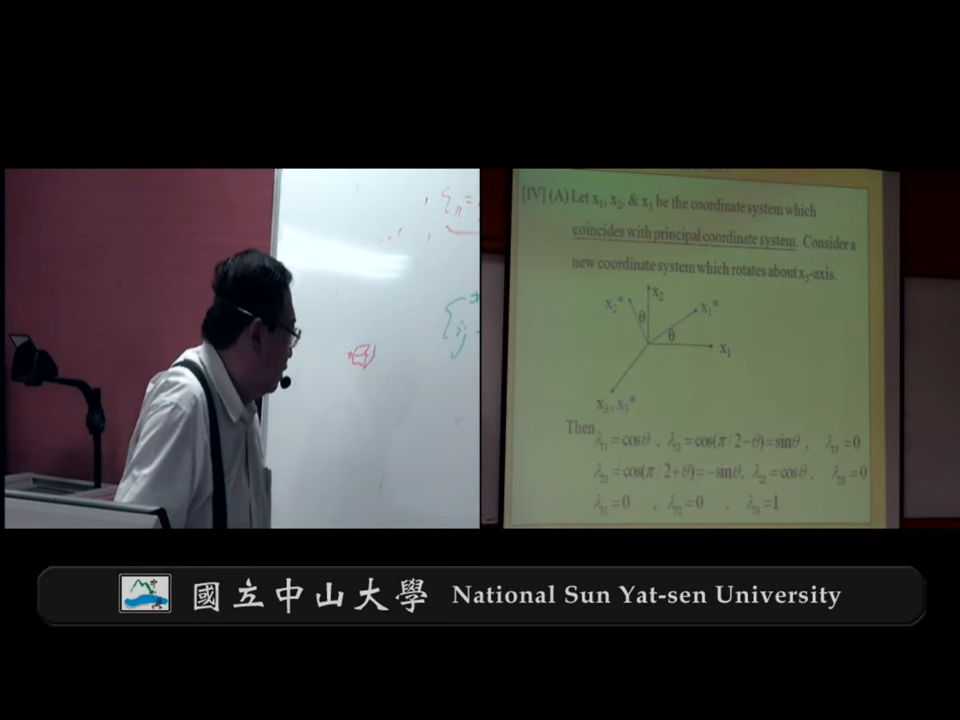 [IV] (A) Let x₁, x₂, & x₃ be the coordinate system which
coincides with principal coordinate system. Consider a
new coordinate system which rotates about x₃-axis.
x₂* x₂ x₁*
θ θ
x₁
x₃, x₃*
Then
λ₁₁=cosθ , λ₁₂=cos(π/2−θ)=sinθ , λ₁₃=0
λ₂₁=cos(π/2+θ)=−sinθ, λ₂₂=cosθ, λ₂₃=0
λ₃₁=0 , λ₃₂=0 , λ₃₃=1
國立中山大學 National Sun Yat-sen University